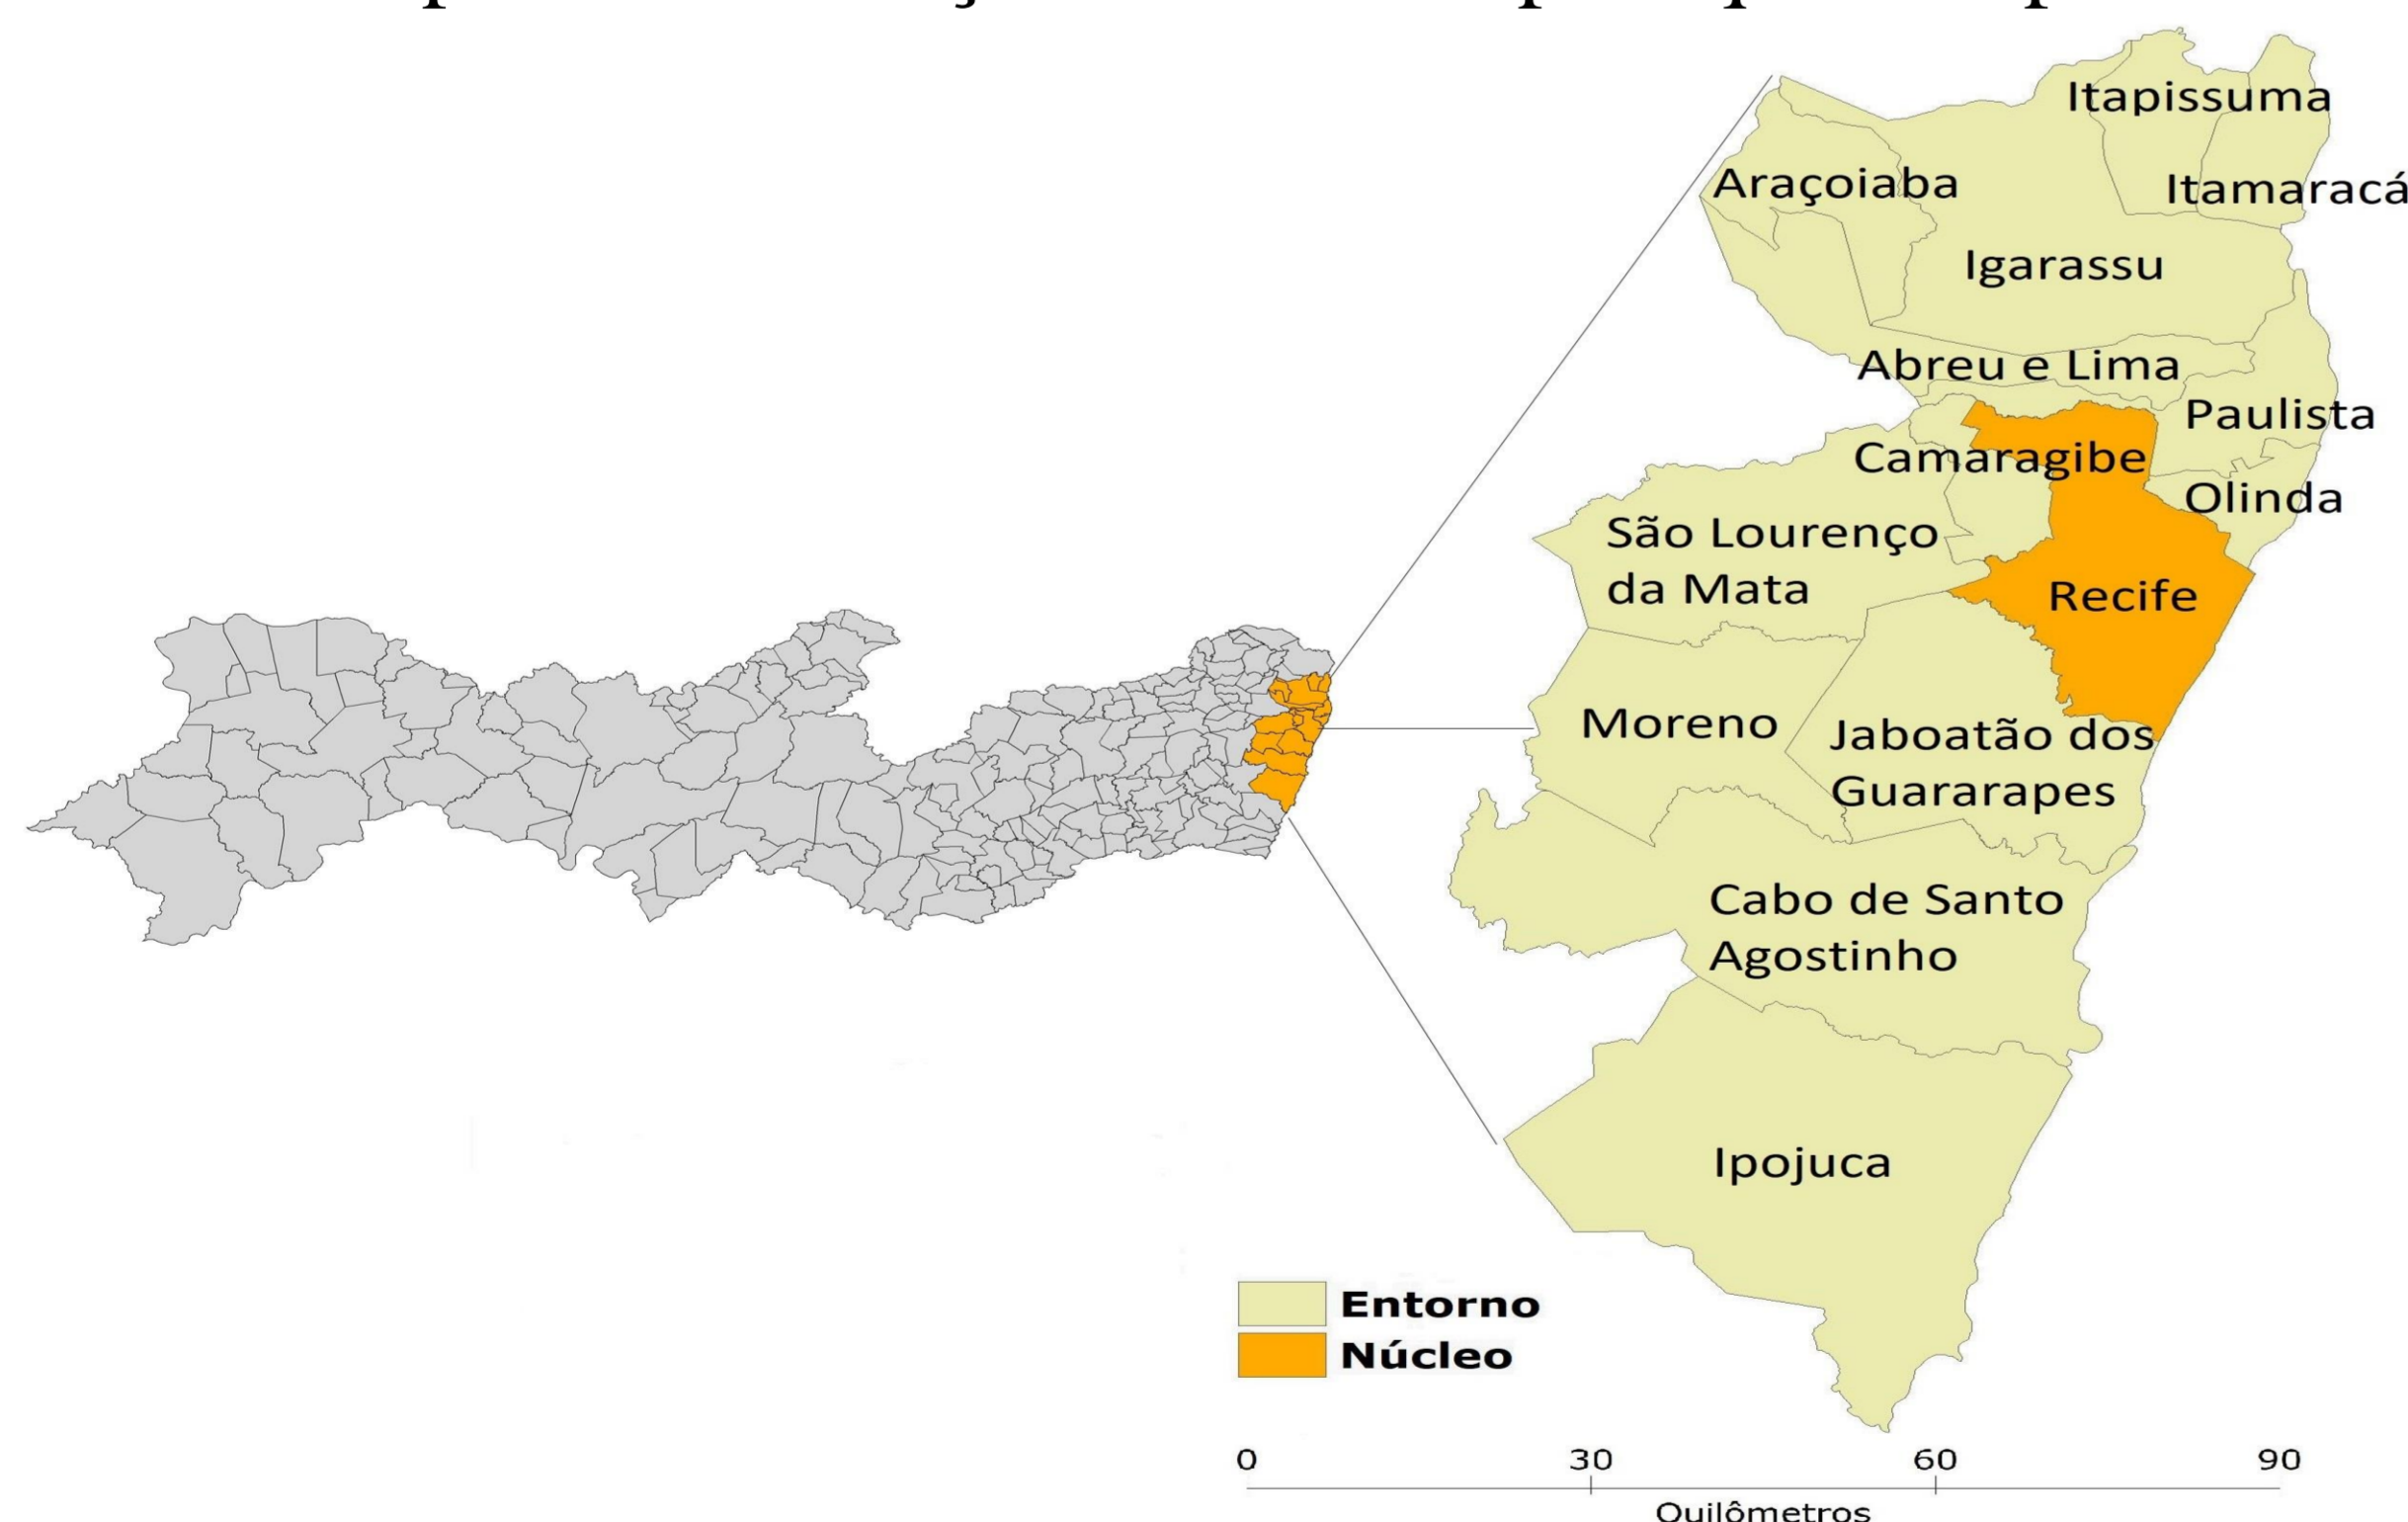 Itapissuma
Araçoiaba
Itamaracá
Igarassu
Abreu e Lima
Paulista
Camaragibe
Olinda
São Lourenço
da Mata
Recife
Moreno
Jaboatão dos
Guararapes
Cabo de Santo
Agostinho
Ipojuca
Entorno
Núcleo
0 30 60 90
Quilômetros